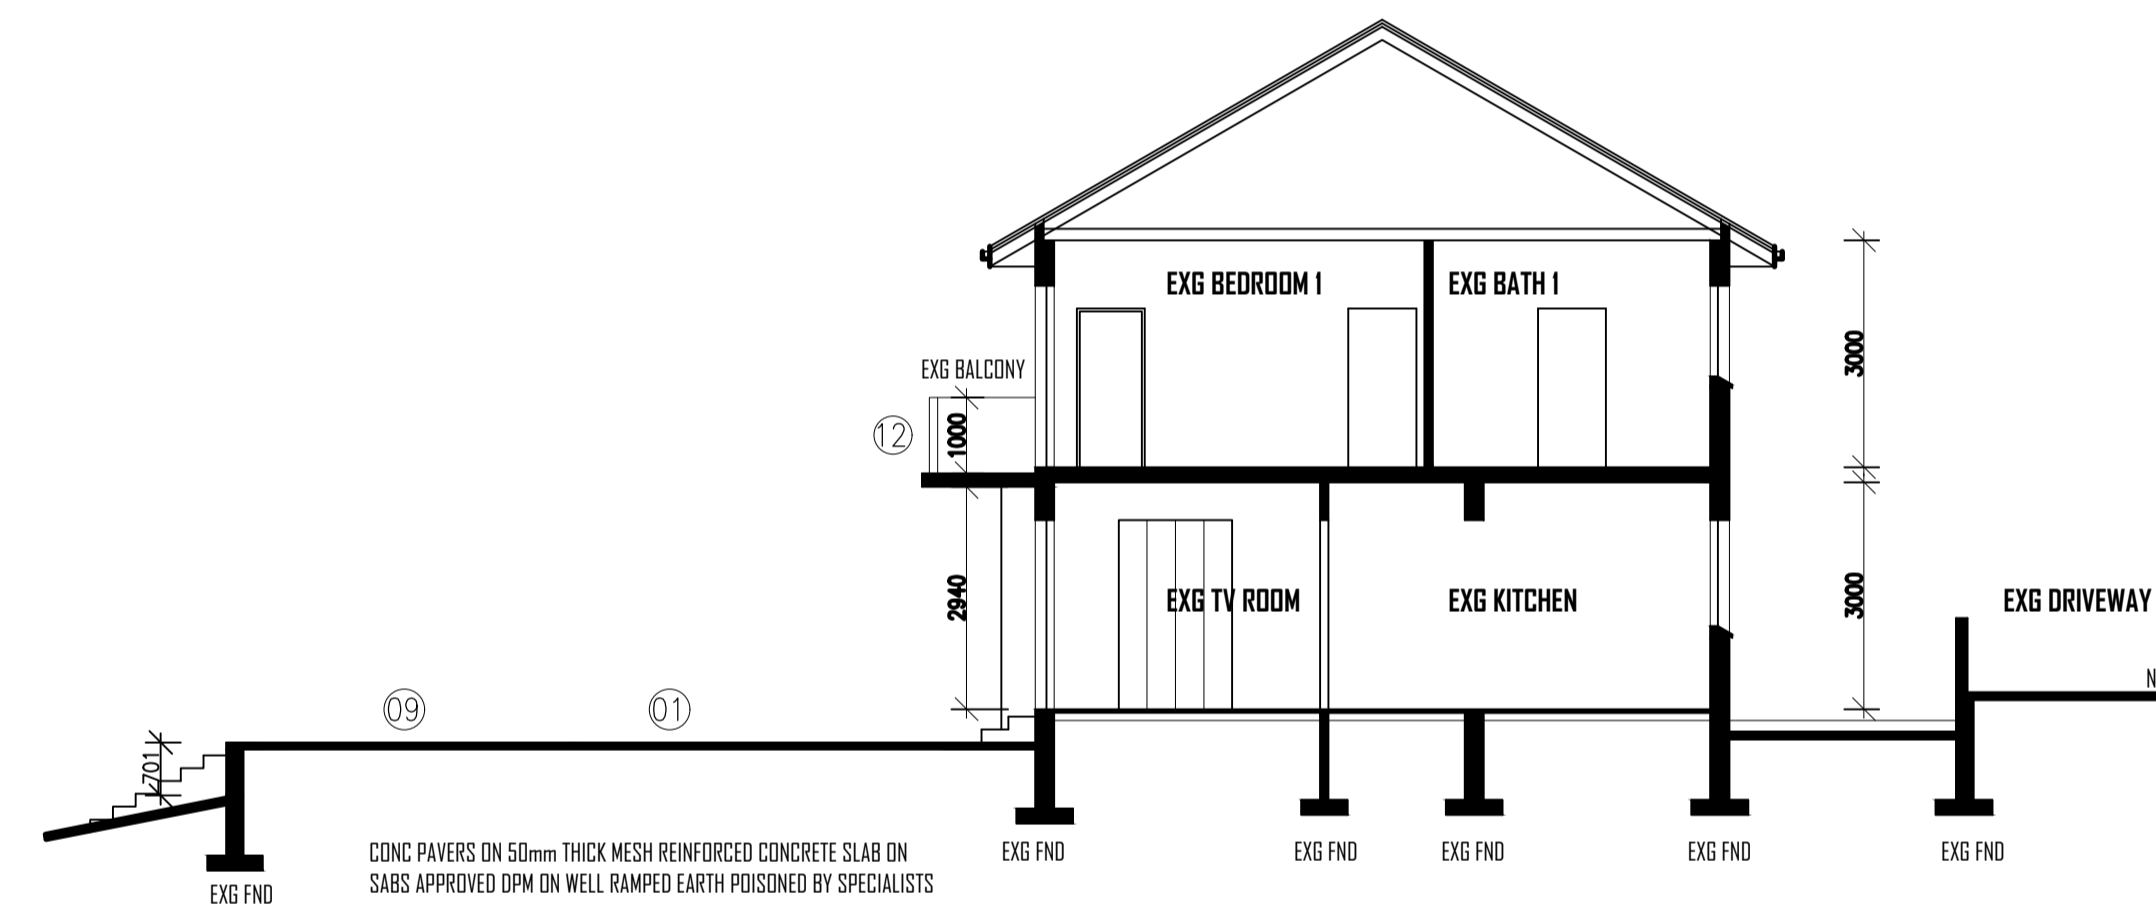 EXG BEDROOM 1
EXG BATH 1
3000
EXG BALCONY
1000
12
2940
EXG TV ROOM
EXG KITCHEN
3000
EXG DRIVEWAY
N
09
01
701
CONC PAVERS ON 50mm THICK MESH REINFORCED CONCRETE SLAB ON
SABS APPROVED DPM ON WELL RAMPED EARTH POISONED BY SPECIALISTS
EXG FND
EXG FND
EXG FND
EXG FND
EXG FND
EXG FND